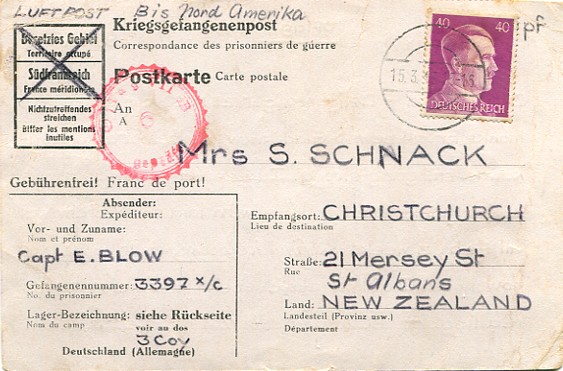 LUFTPOST Bis Nord Amerika
Kriegsgefangenenpost
Correspondance des prisonniers de guerre
Besetztes Gebiet
Territoire occupé
Südfrankreich
France méridionale
Nichtzutreffendes
streichen
Biffer les mentions
inutiles
Postkarte Carte postale
40 40
DEUTSCHES REICH
pf
15.3.
An
A
6
Geprüft
Mrs S. SCHNACK
Gebührenfrei! Franc de port!
Absender:
Expéditeur:
Vor- und Zuname:
Nom et prénom
Capt E. BLOW
Gefangenennummer: 3397 x/c
No. du prisonnier
Lager-Bezeichnung: siehe Rückseite
Nom du camp voir au dos
3 Coy
Deutschland (Allemagne)
Empfangsort: CHRISTCHURCH
Lieu de destination
Straße: 21 Mersey St
Rue
St Albans
Land: NEW ZEALAND
Landesteil (Provinz usw.)
Département